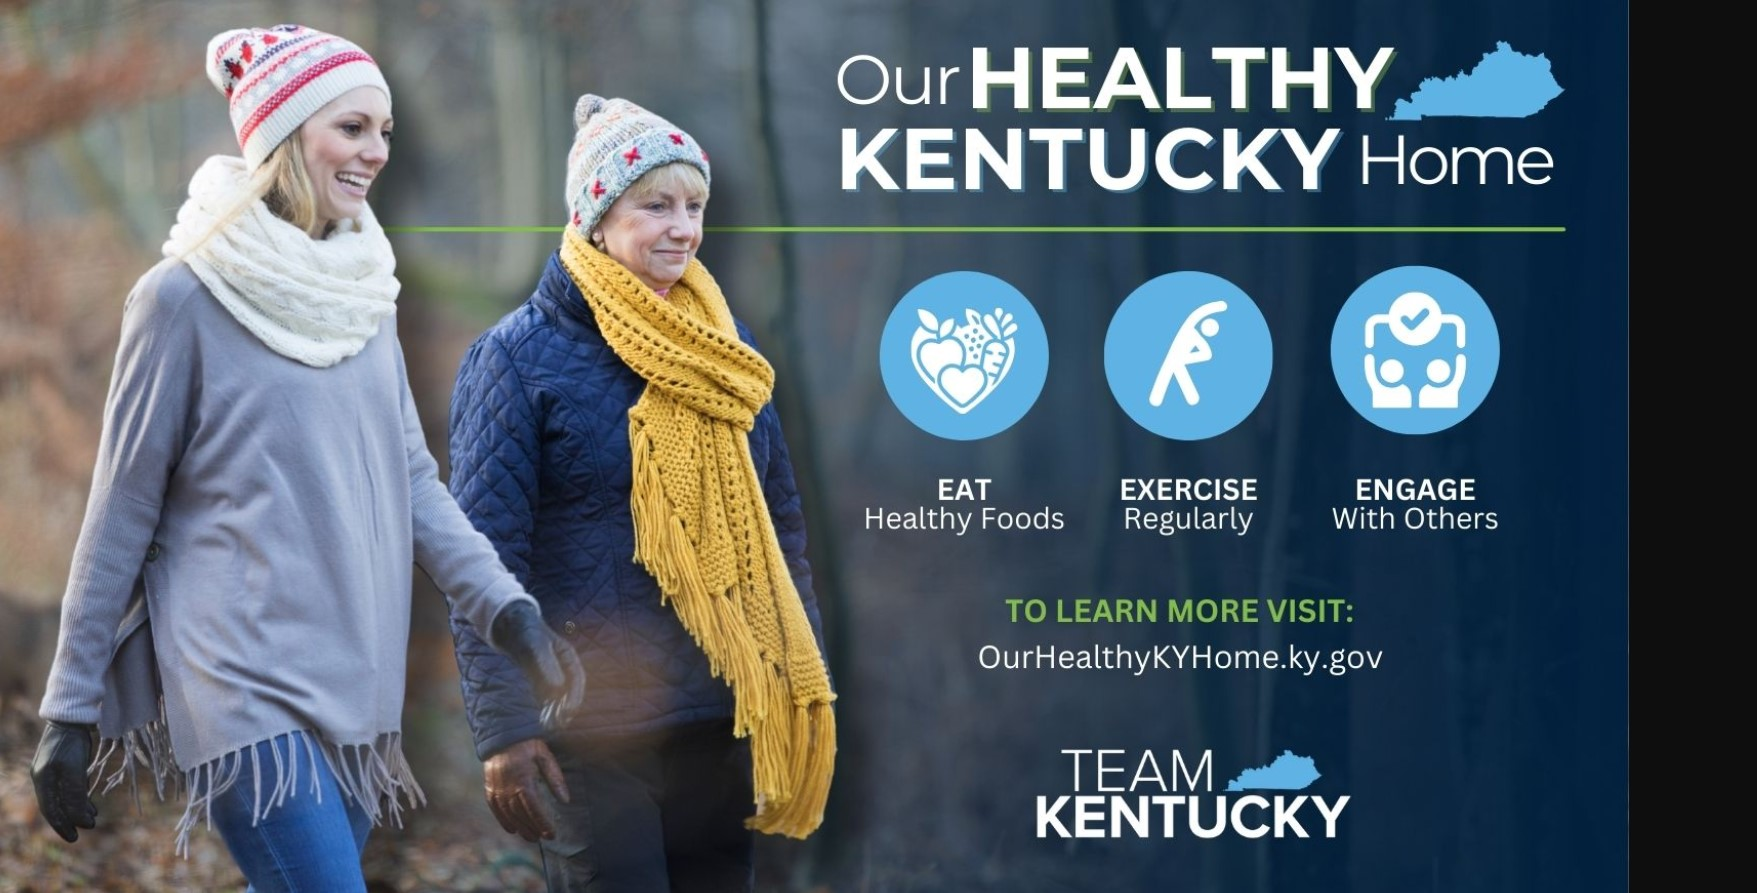 Our HEALTHY
KENTUCKY Home
EAT
Healthy Foods
EXERCISE
Regularly
ENGAGE
With Others
TO LEARN MORE VISIT:
OurHealthyKYHome.ky.gov
TEAM
KENTUCKY